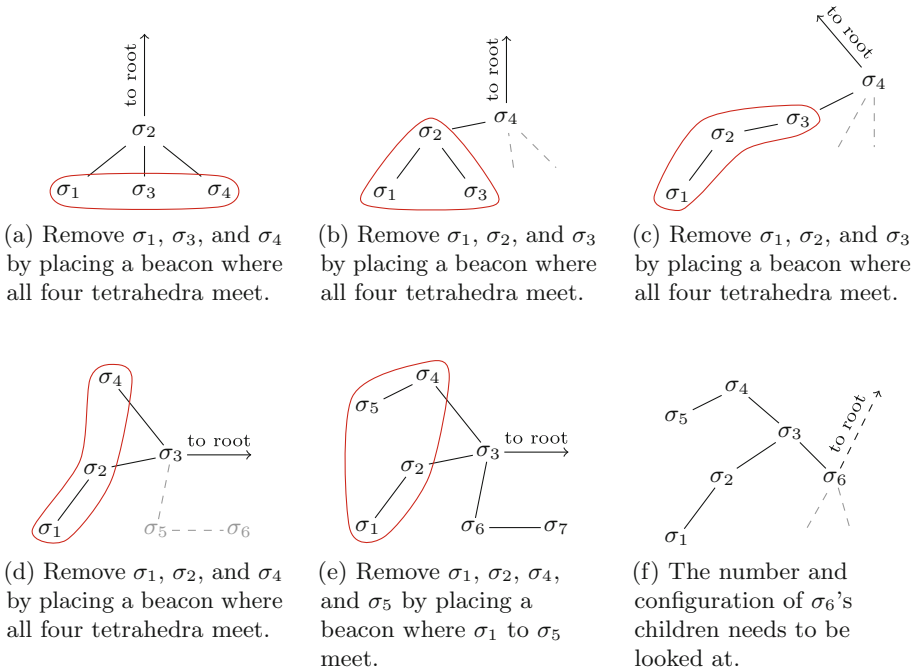 to root
σ2
σ1 σ3 σ4
(a) Remove σ1, σ3, and σ4
by placing a beacon where
all four tetrahedra meet.
to root
σ4
σ2
σ1 σ3
(b) Remove σ1, σ2, and σ3
by placing a beacon where
all four tetrahedra meet.
to root
σ4
σ3
σ2
σ1
(c) Remove σ1, σ2, and σ3
by placing a beacon where
all four tetrahedra meet.
σ4
to root
σ3
σ2
σ1 σ5 σ6
(d) Remove σ1, σ2, and σ4
by placing a beacon where
all four tetrahedra meet.
σ4
σ5
to root
σ3
σ2
σ1 σ6 σ7
(e) Remove σ1, σ2, σ4,
and σ5 by placing a
beacon where σ1 to σ5
meet.
σ4
to root
σ5
σ3
σ2 σ6
σ1
(f) The number and
configuration of σ6's
children needs to be
looked at.